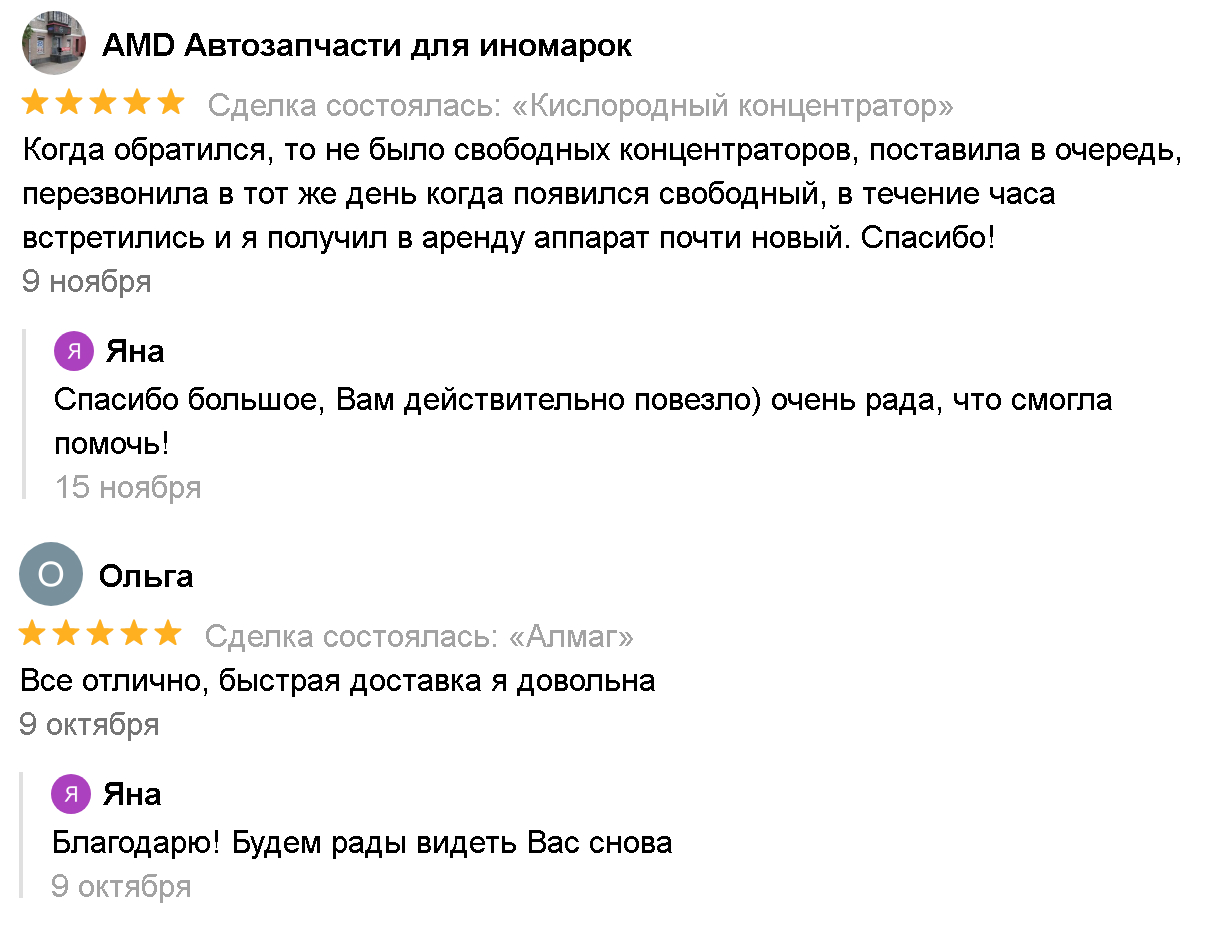 AMD Автозапчасти для иномарок
Сделка состоялась: «Кислородный концентратор»
Когда обратился, то не было свободных концентраторов, поставила в очередь,
перезвонила в тот же день когда появился свободный, в течение часа
встретились и я получил в аренду аппарат почти новый. Спасибо!
9 ноября
Я Яна
Спасибо большое, Вам действительно повезло) очень рада, что смогла
помочь!
15 ноября
О Ольга
Сделка состоялась: «Алмаг»
Все отлично, быстрая доставка я довольна
9 октября
Я Яна
Благодарю! Будем рады видеть Вас снова
9 октября